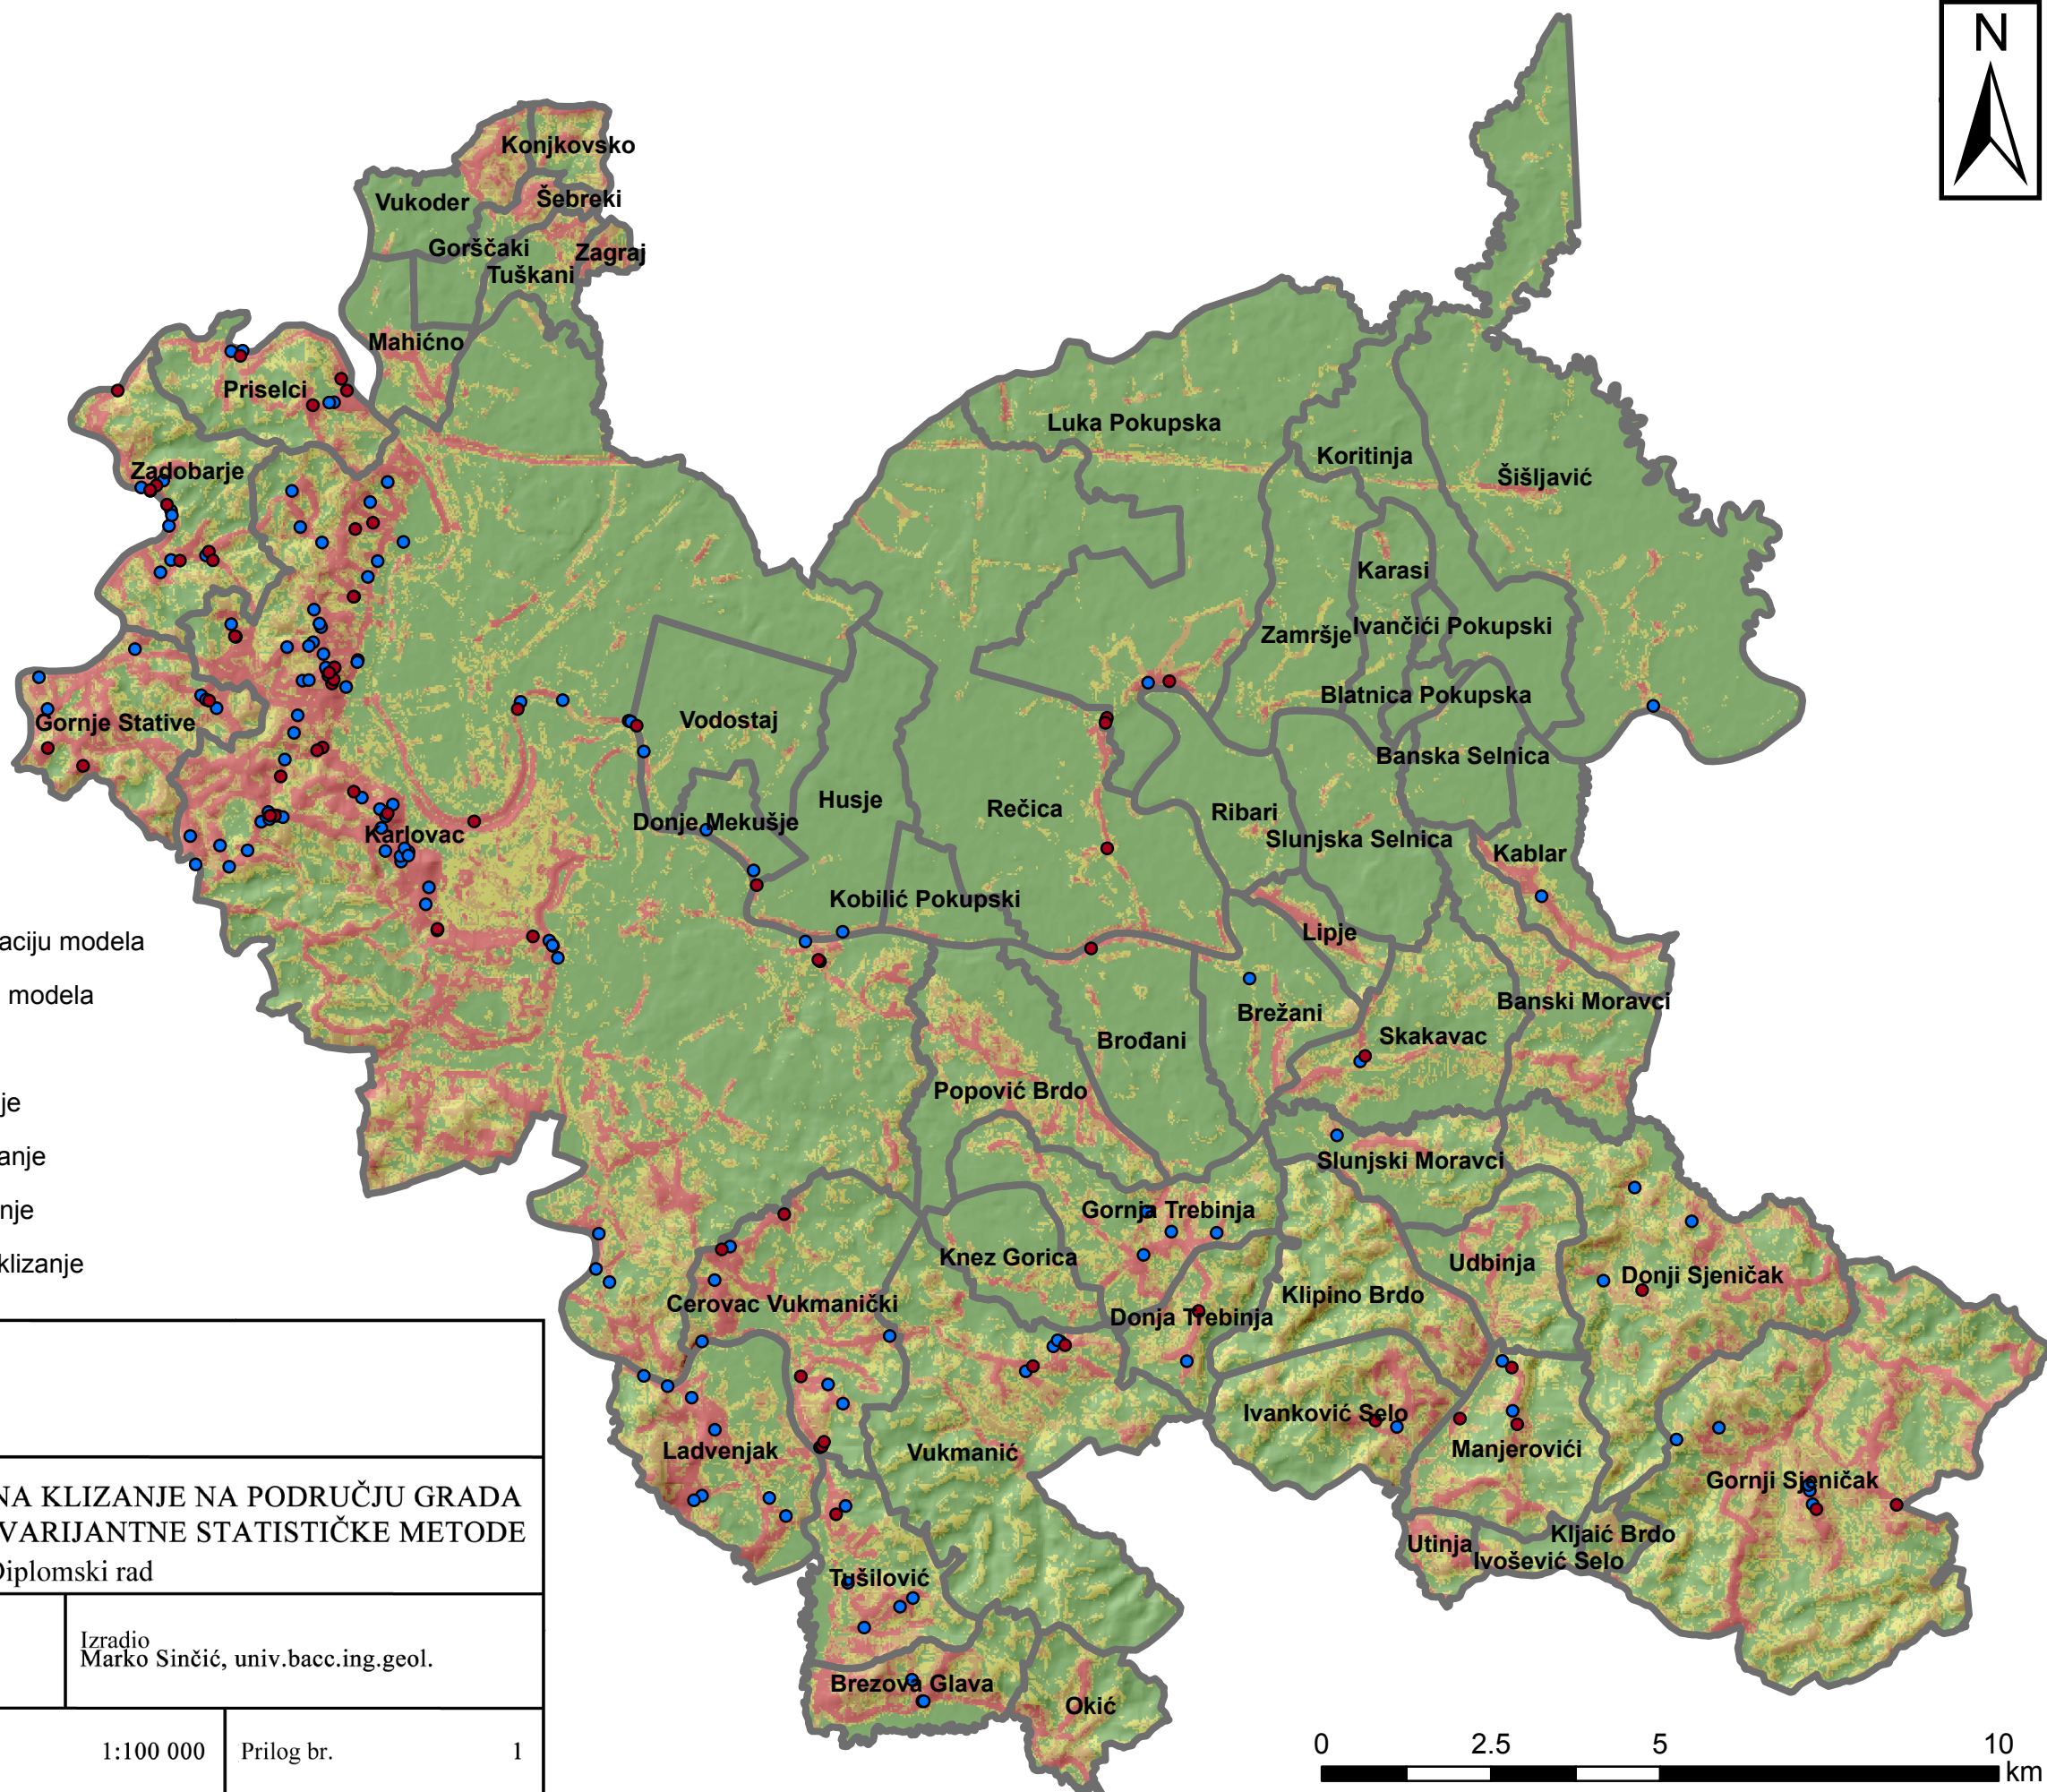 N
Konjkovsko
Vukoder
Šebreki
Gorščaki
Zagraj
Tuškani
Mahićno
Priselci
Luka Pokupska
Koritinja
Zadobarje
Šišljavić
Karasi
Ivančići Pokupski
Zamršje
Blatnica Pokupska
Gornje Stative
Vodostaj
Banska Selnica
Husje
Rečica
Ribari
Donje Mekušje
Karlovac
Slunjska Selnica
Kablar
Kobilić Pokupski
Lipje
aciju modela
modela
Banski Moravci
Brežani
Skakavac
Brođani
Popović Brdo
je
anje
nje
klizanje
Slunjski Moravci
Gornja Trebinja
Knez Gorica
Udbinja
Donji Sjeničak
Klipino Brdo
Cerovac Vukmanički
Donja Trebinja
Ivanković Selo
Ladvenjak
Vukmanić
Manjerovići
Gornji Sjeničak
Kljaić Brdo
Utinja
Ivošević Selo
Tušilović
Brezova Glava
Okić
NA KLIZANJE NA PODRUČJU GRADA
VARIJANTNE STATISTIČKE METODE
Diplomski rad
Izradio
Marko Sinčić, univ.bacc.ing.geol.
1:100 000
Prilog br. 1
0 2.5 5 10
km